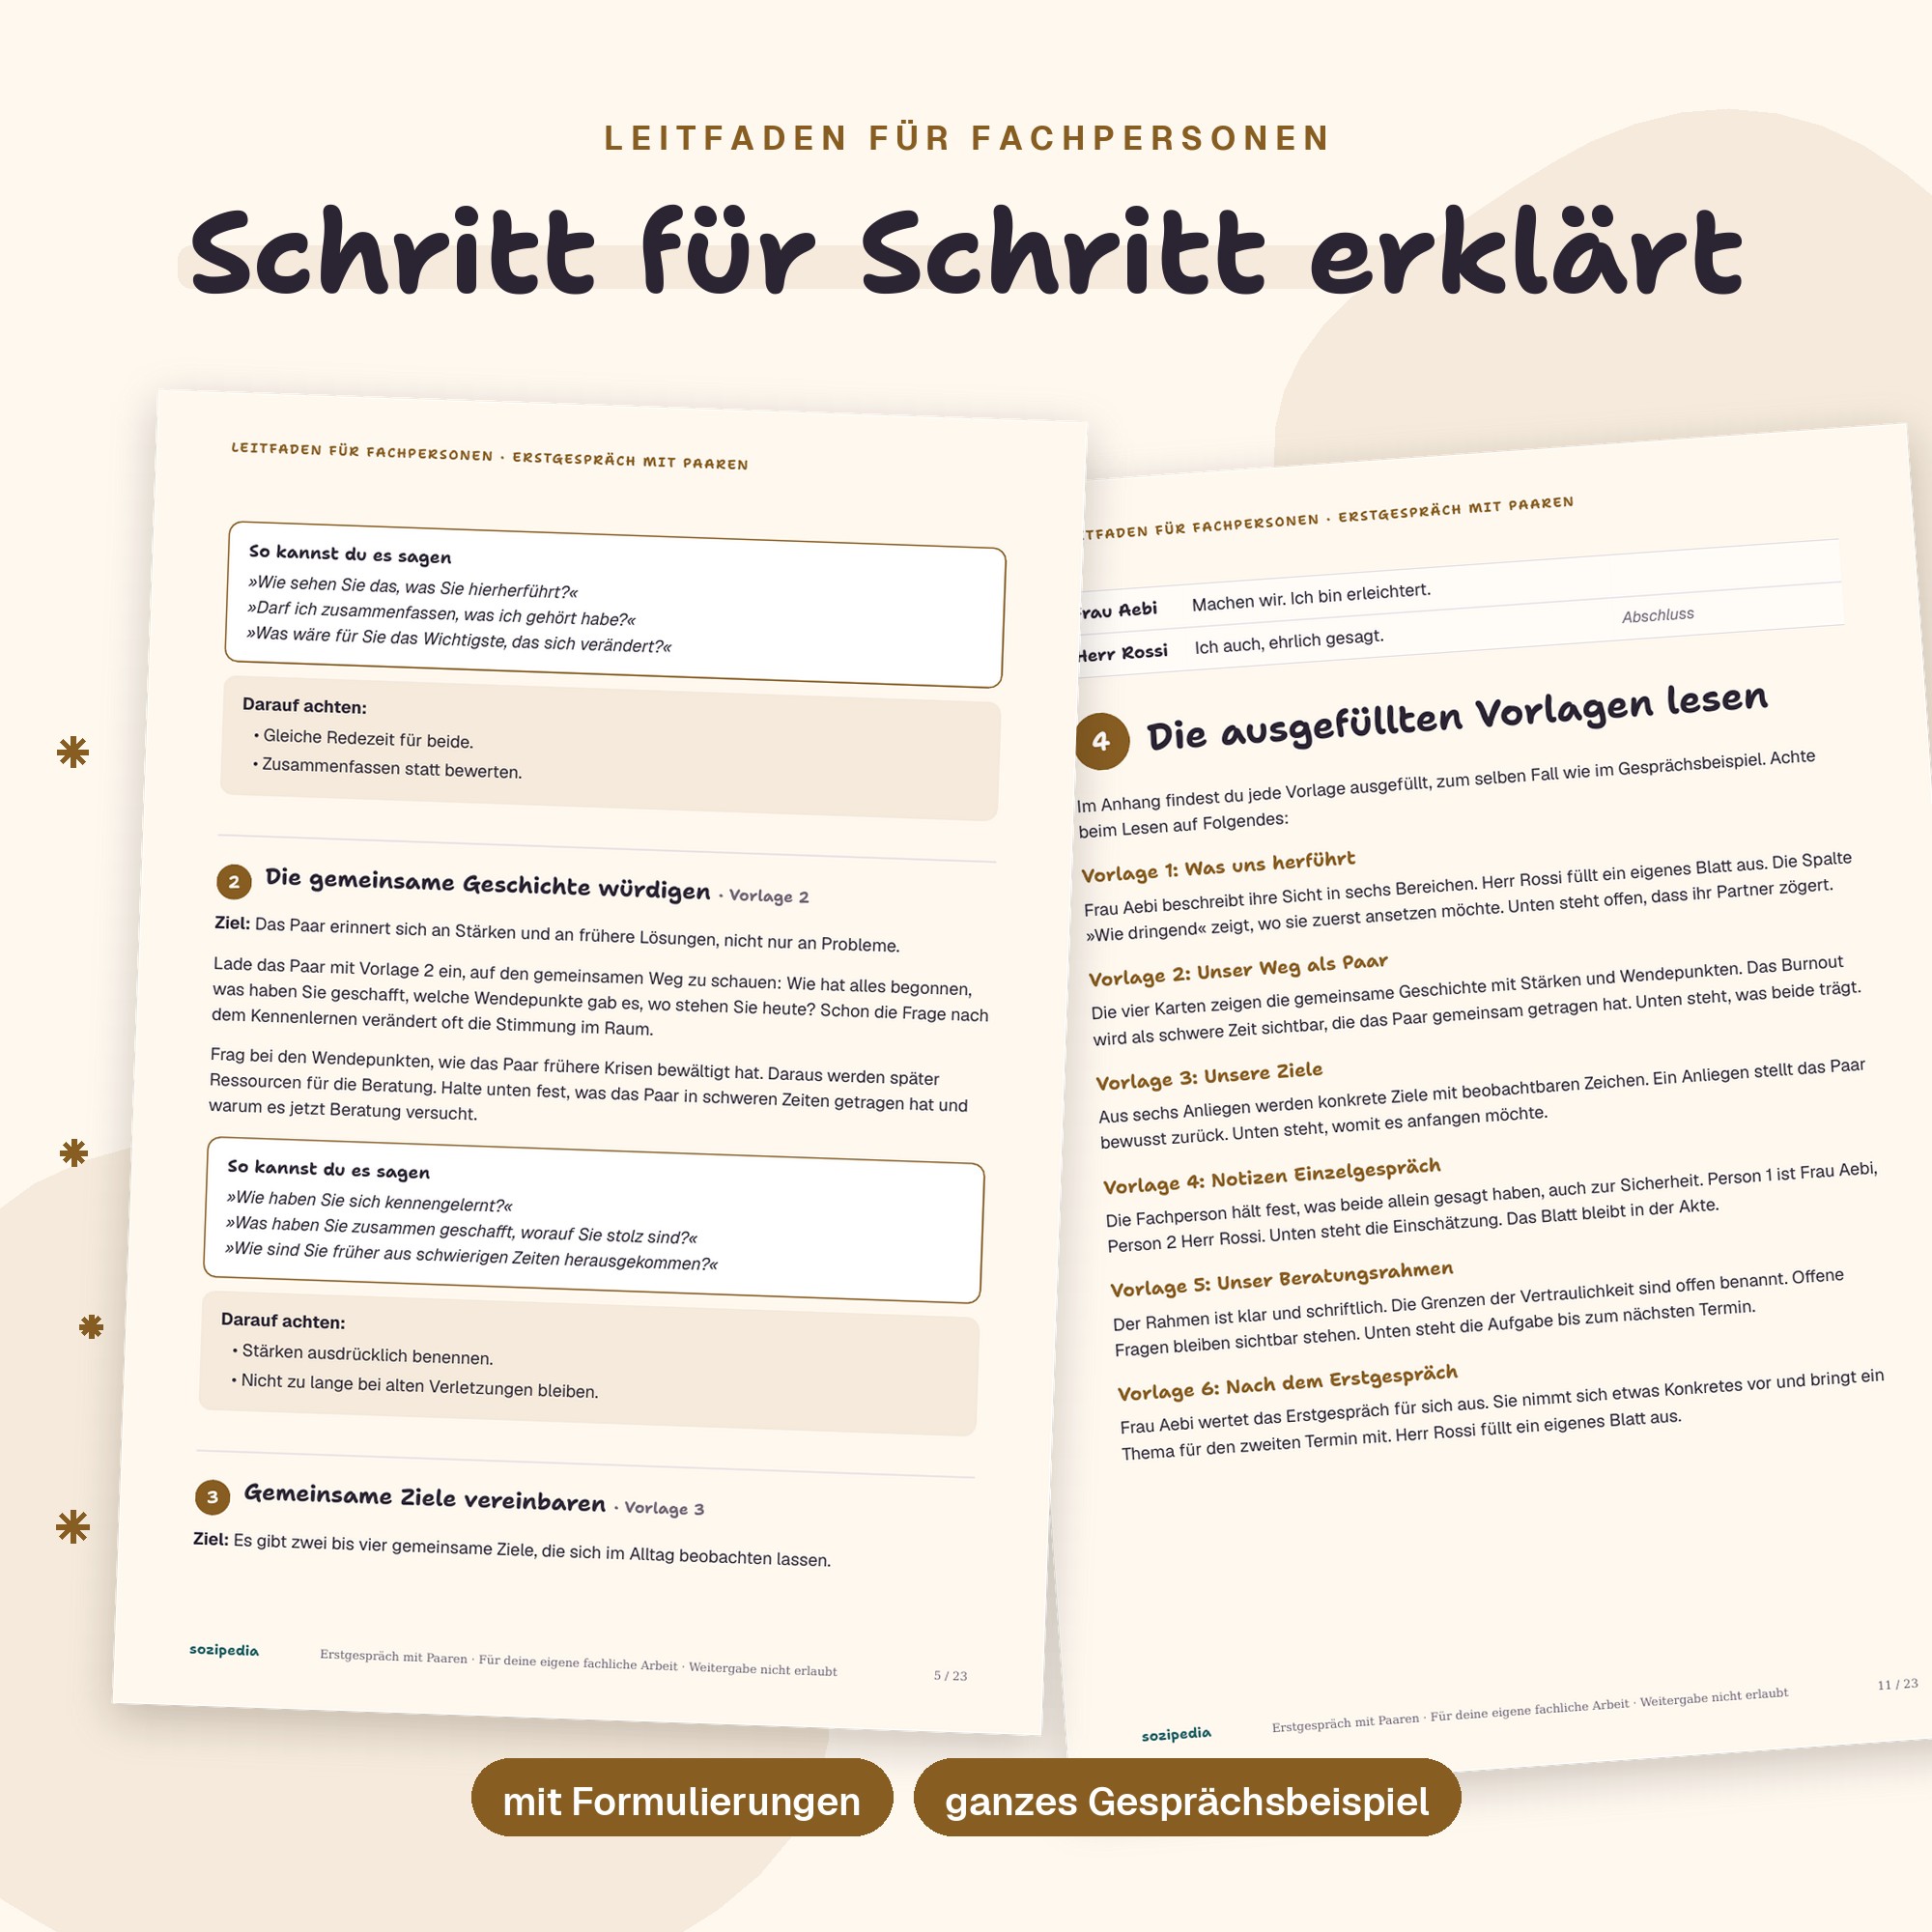 LEITFADEN FÜR FACHPERSONEN
Schritt für Schritt erklärt
LEITFADEN FÜR FACHPERSONEN · ERSTGESPRÄCH MIT PAAREN
So kannst du es sagen
»Wie sehen Sie das, was Sie hierherführt?«
»Darf ich zusammenfassen, was ich gehört habe?«
»Was wäre für Sie das Wichtigste, das sich verändert?«
Darauf achten:
• Gleiche Redezeit für beide.
• Zusammenfassen statt bewerten.
2 Die gemeinsame Geschichte würdigen · Vorlage 2
Ziel: Das Paar erinnert sich an Stärken und an frühere Lösungen, nicht nur an Probleme.
Lade das Paar mit Vorlage 2 ein, auf den gemeinsamen Weg zu schauen: Wie hat alles begonnen,
was haben Sie geschafft, welche Wendepunkte gab es, wo stehen Sie heute? Schon die Frage nach
dem Kennenlernen verändert oft die Stimmung im Raum.
Frag bei den Wendepunkten, wie das Paar frühere Krisen bewältigt hat. Daraus werden später
Ressourcen für die Beratung. Halte unten fest, was das Paar in schweren Zeiten getragen hat und
warum es jetzt Beratung versucht.
So kannst du es sagen
»Wie haben Sie sich kennengelernt?«
»Was haben Sie zusammen geschafft, worauf Sie stolz sind?«
»Wie sind Sie früher aus schwierigen Zeiten herausgekommen?«
Darauf achten:
• Stärken ausdrücklich benennen.
• Nicht zu lange bei alten Verletzungen bleiben.
3 Gemeinsame Ziele vereinbaren · Vorlage 3
Ziel: Es gibt zwei bis vier gemeinsame Ziele, die sich im Alltag beobachten lassen.
sozipedia Erstgespräch mit Paaren · Für deine eigene fachliche Arbeit · Weitergabe nicht erlaubt 5 / 23
TFADEN FÜR FACHPERSONEN · ERSTGESPRÄCH MIT PAAREN
rau Aebi Machen wir. Ich bin erleichtert.
Herr Rossi Ich auch, ehrlich gesagt. Abschluss
4 Die ausgefüllten Vorlagen lesen
Im Anhang findest du jede Vorlage ausgefüllt, zum selben Fall wie im Gesprächsbeispiel. Achte
beim Lesen auf Folgendes:
Vorlage 1: Was uns herführt
Frau Aebi beschreibt ihre Sicht in sechs Bereichen. Herr Rossi füllt ein eigenes Blatt aus. Die Spalte
»Wie dringend« zeigt, wo sie zuerst ansetzen möchte. Unten steht offen, dass ihr Partner zögert.
Vorlage 2: Unser Weg als Paar
Die vier Karten zeigen die gemeinsame Geschichte mit Stärken und Wendepunkten. Das Burnout
wird als schwere Zeit sichtbar, die das Paar gemeinsam getragen hat. Unten steht, was beide trägt.
Vorlage 3: Unsere Ziele
Aus sechs Anliegen werden konkrete Ziele mit beobachtbaren Zeichen. Ein Anliegen stellt das Paar
bewusst zurück. Unten steht, womit es anfangen möchte.
Vorlage 4: Notizen Einzelgespräch
Die Fachperson hält fest, was beide allein gesagt haben, auch zur Sicherheit. Person 1 ist Frau Aebi,
Person 2 Herr Rossi. Unten steht die Einschätzung. Das Blatt bleibt in der Akte.
Vorlage 5: Unser Beratungsrahmen
Der Rahmen ist klar und schriftlich. Die Grenzen der Vertraulichkeit sind offen benannt. Offene
Fragen bleiben sichtbar stehen. Unten steht die Aufgabe bis zum nächsten Termin.
Vorlage 6: Nach dem Erstgespräch
Frau Aebi wertet das Erstgespräch für sich aus. Sie nimmt sich etwas Konkretes vor und bringt ein
Thema für den zweiten Termin mit. Herr Rossi füllt ein eigenes Blatt aus.
sozipedia Erstgespräch mit Paaren · Für deine eigene fachliche Arbeit · Weitergabe nicht erlaubt 11 / 23
mit Formulierungen
ganzes Gesprächsbeispiel